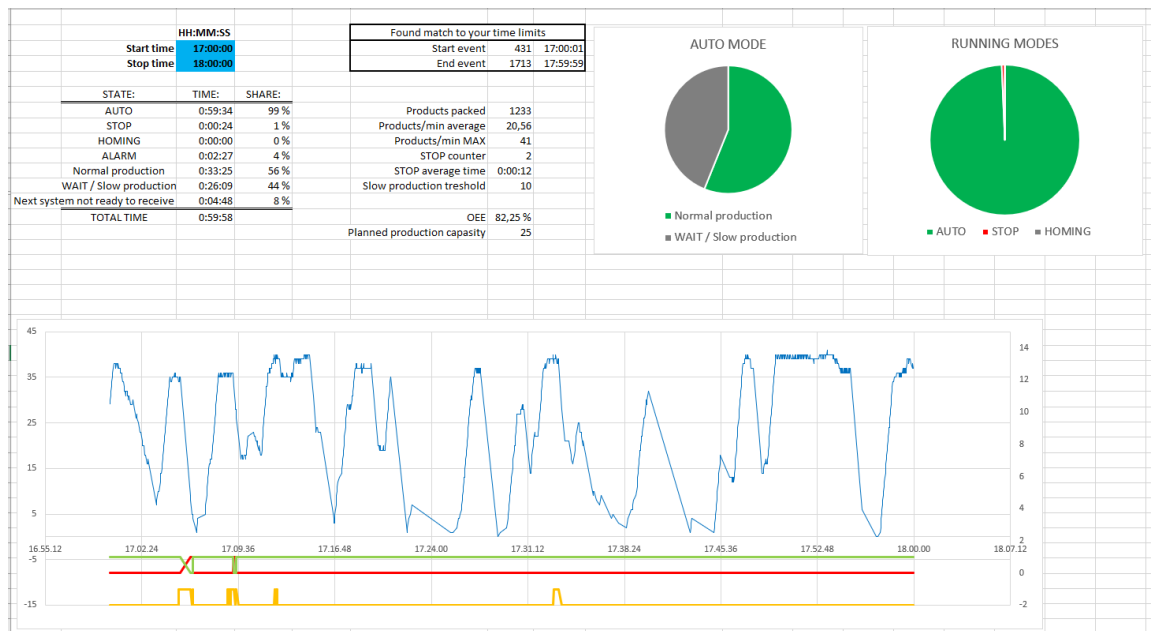 HH:MM:SS
Start time 17:00:00
Stop time 18:00:00
Found match to your time limits
Start event 431 17:00:01
End event 1713 17:59:59
STATE: TIME: SHARE:
AUTO 0:59:34 99 %
STOP 0:00:24 1 %
HOMING 0:00:00 0 %
ALARM 0:02:27 4 %
Normal production 0:33:25 56 %
WAIT / Slow production 0:26:09 44 %
Next system not ready to receive 0:04:48 8 %
TOTAL TIME 0:59:58
Products packed 1233
Products/min average 20,56
Products/min MAX 41
STOP counter 2
STOP average time 0:00:12
Slow production treshold 10
OEE 82,25 %
Planned production capasity 25
AUTO MODE
Normal production
WAIT / Slow production
RUNNING MODES
AUTO STOP HOMING
45
35
25
15
5
-5
-15
14
12
10
8
6
4
2
0
-2
16.55.12 17.02.24 17.09.36 17.16.48 17.24.00 17.31.12 17.38.24 17.45.36 17.52.48 18.00.00 18.07.12